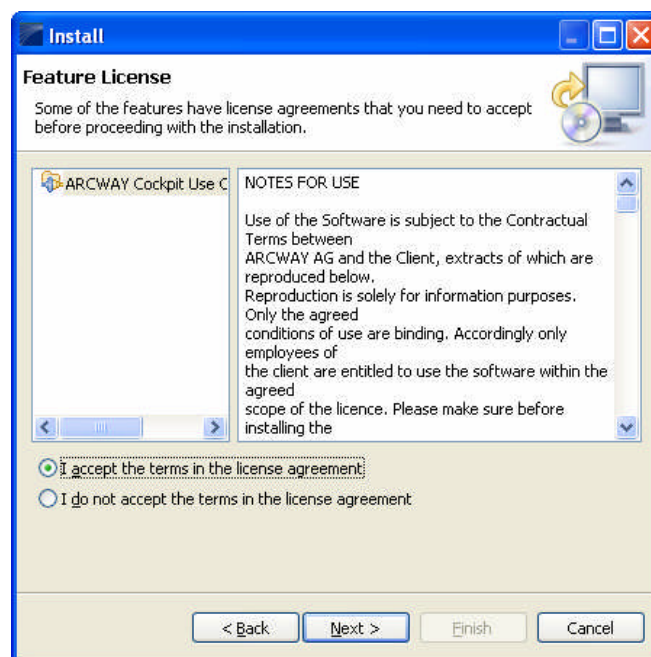 Install
Feature License
Some of the features have license agreements that you need to accept
before proceeding with the installation.
ARCWAY Cockpit Use C
NOTES FOR USE
Use of the Software is subject to the Contractual
Terms between
ARCWAY AG and the Client, extracts of which are
reproduced below.
Reproduction is solely for information purposes.
Only the agreed
conditions of use are binding. Accordingly only
employees of
the client are entitled to use the software within the
agreed
scope of the licence. Please make sure before
installing the
I accept the terms in the license agreement
I do not accept the terms in the license agreement
< Back
Next >
Finish
Cancel